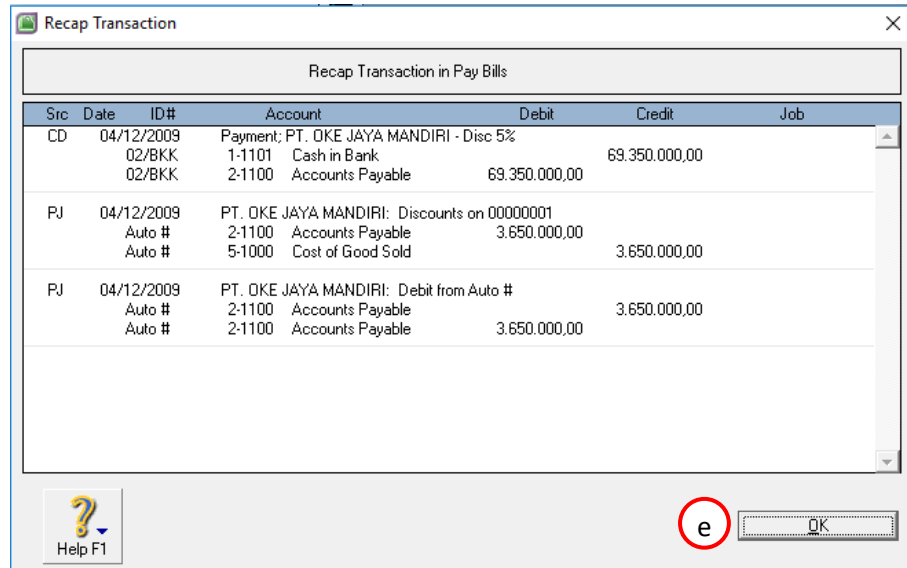 Recap Transaction
Recap Transaction in Pay Bills
Src Date ID# Account Debit Credit Job
CD 04/12/2009 Payment; PT. OKE JAYA MANDIRI - Disc 5%
02/BKK 1-1101 Cash in Bank 69.350.000,00
02/BKK 2-1100 Accounts Payable 69.350.000,00
PJ 04/12/2009 PT. OKE JAYA MANDIRI: Discounts on 00000001
Auto # 2-1100 Accounts Payable 3.650.000,00
Auto # 5-1000 Cost of Good Sold 3.650.000,00
PJ 04/12/2009 PT. OKE JAYA MANDIRI: Debit from Auto #
Auto # 2-1100 Accounts Payable 3.650.000,00
Auto # 2-1100 Accounts Payable 3.650.000,00
Help F1
e OK